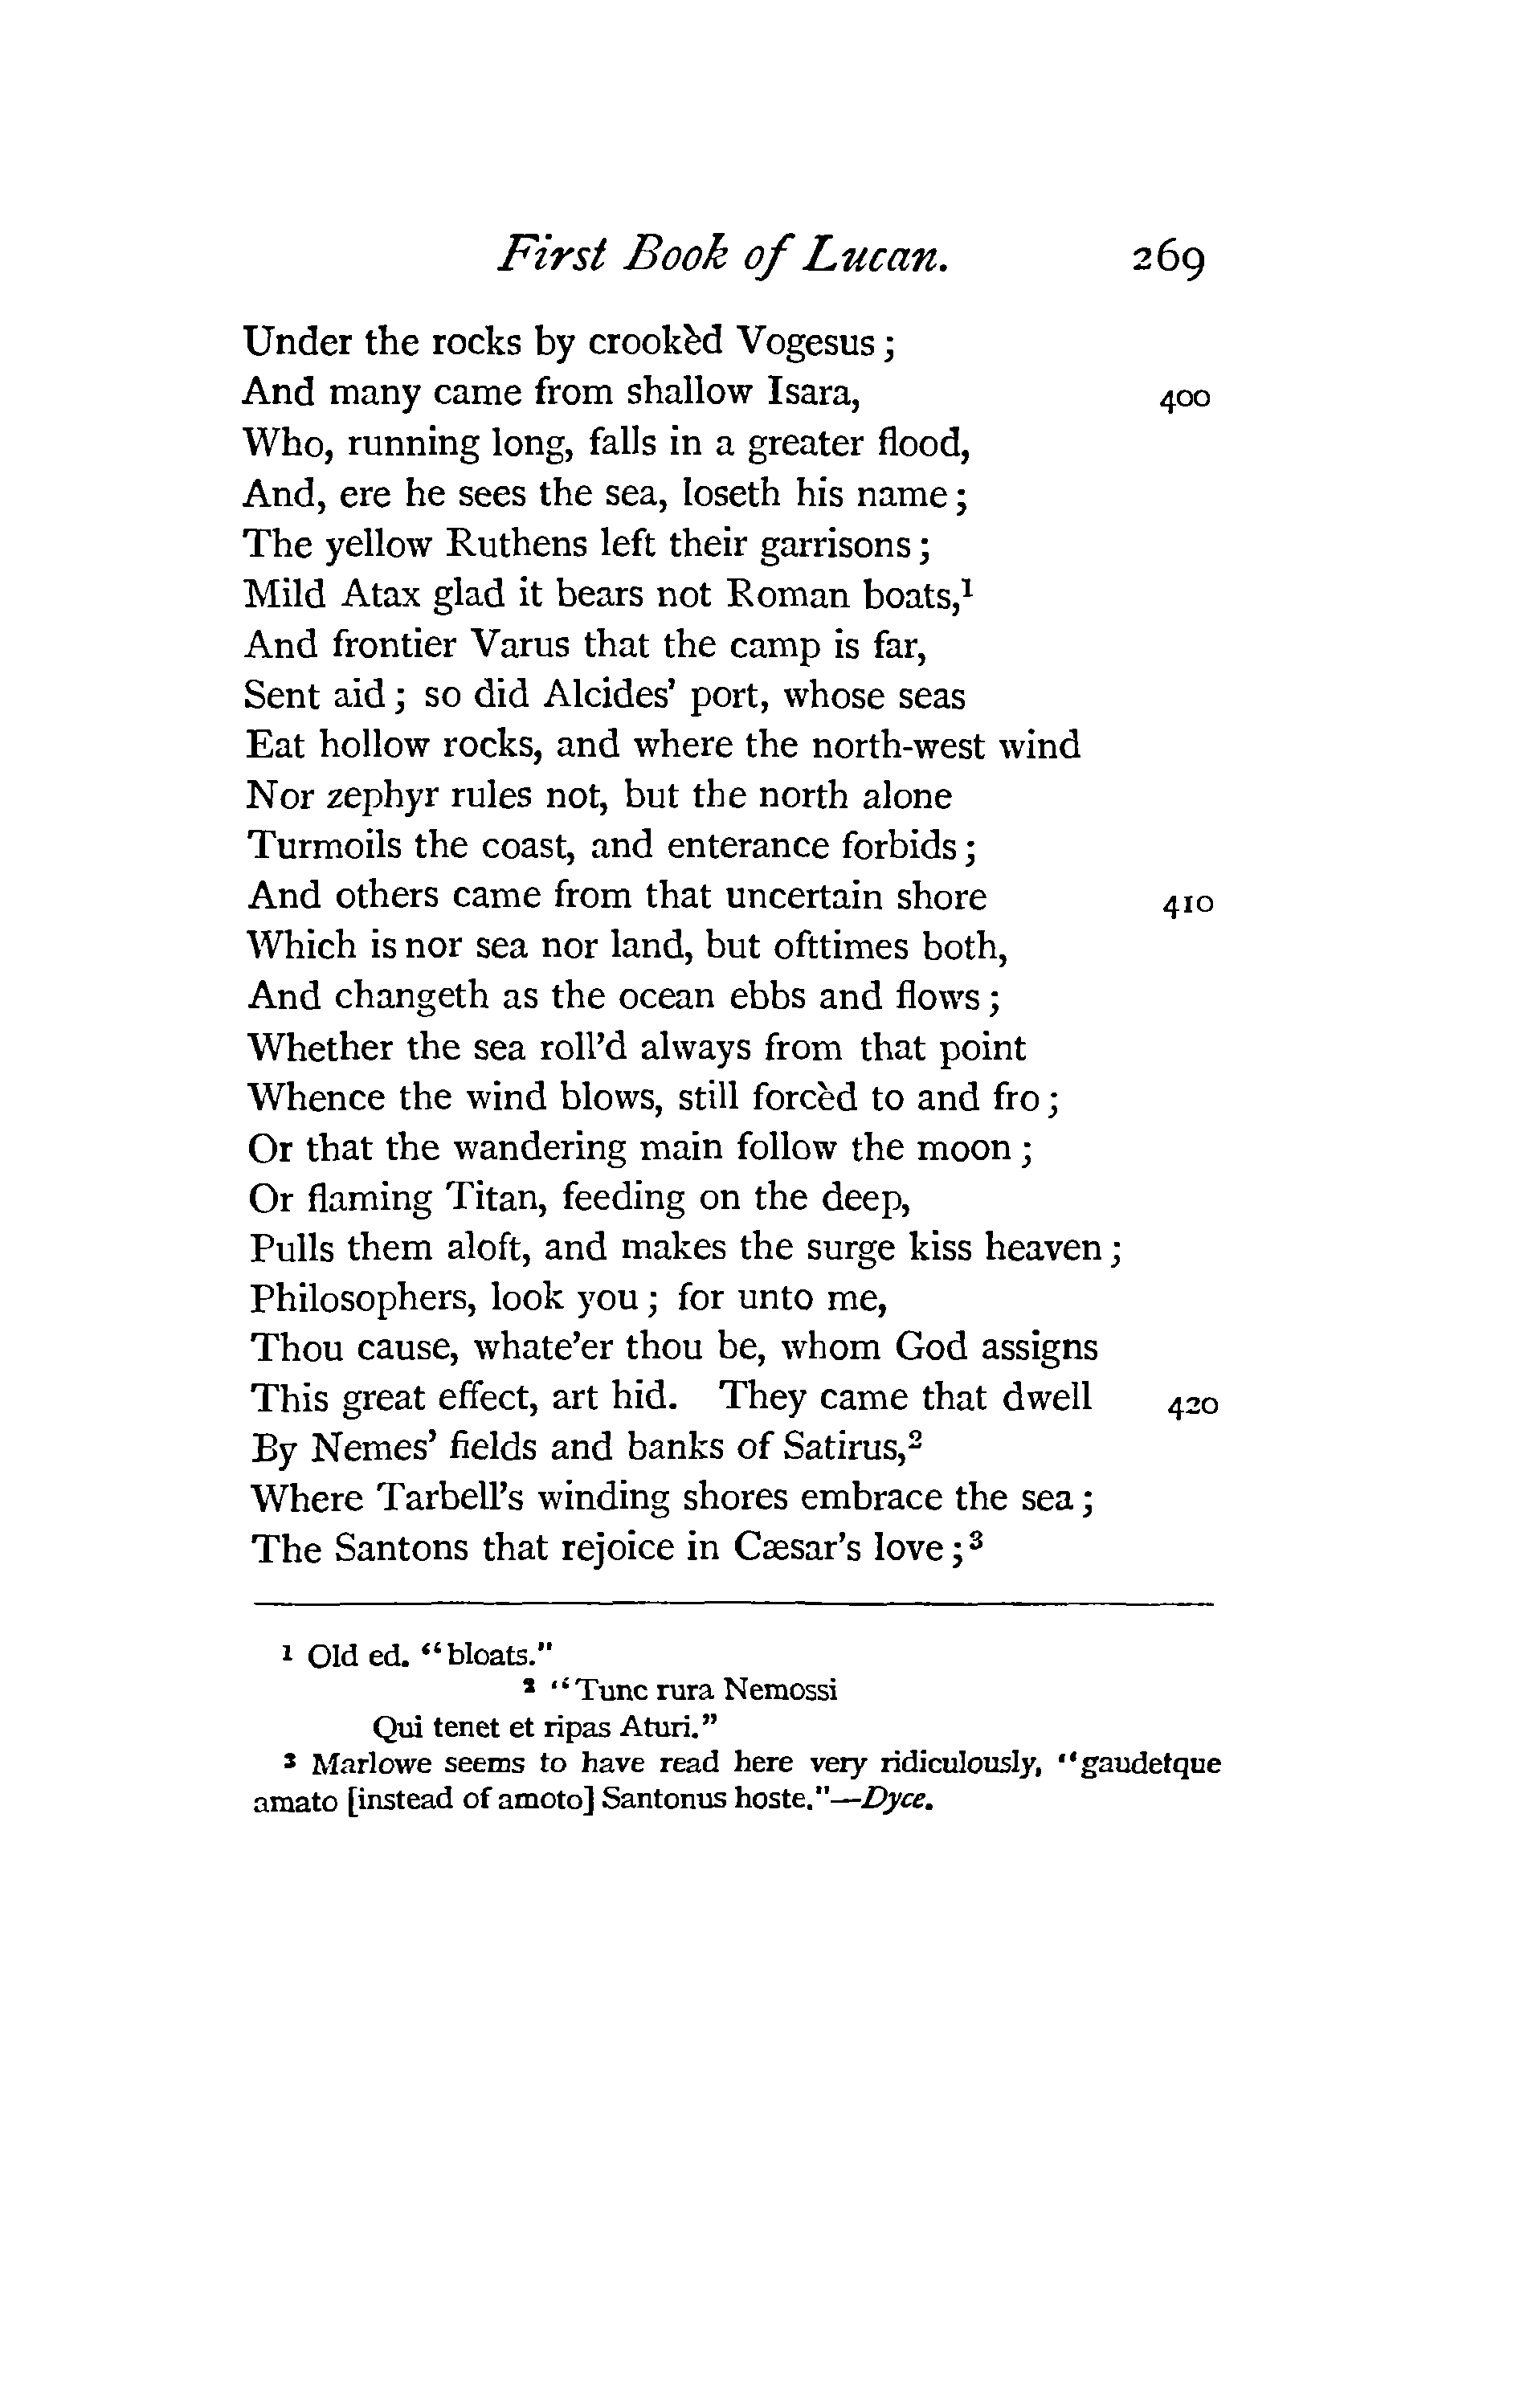 First Book of Lucan. 269
Under the rocks by crookèd Vogesus;
And many came from shallow Isara, 400
Who, running long, falls in a greater flood,
And, ere he sees the sea, loseth his name;
The yellow Ruthens left their garrisons;
Mild Atax glad it bears not Roman boats,¹
And frontier Varus that the camp is far,
Sent aid; so did Alcides' port, whose seas
Eat hollow rocks, and where the north-west wind
Nor zephyr rules not, but the north alone
Turmoils the coast, and enterance forbids;
And others came from that uncertain shore 410
Which is nor sea nor land, but ofttimes both,
And changeth as the ocean ebbs and flows;
Whether the sea roll'd always from that point
Whence the wind blows, still forcèd to and fro;
Or that the wandering main follow the moon;
Or flaming Titan, feeding on the deep,
Pulls them aloft, and makes the surge kiss heaven;
Philosophers, look you; for unto me,
Thou cause, whate'er thou be, whom God assigns
This great effect, art hid. They came that dwell 420
By Nemes' fields and banks of Satirus,²
Where Tarbell's winding shores embrace the sea;
The Santons that rejoice in Cæsar's love;³
¹ Old ed. "bloats."
² "Tunc rura Nemossi
Qui tenet et ripas Aturi."
³ Marlowe seems to have read here very ridiculously, "gaudetque
amato [instead of amoto] Santonus hoste."—Dyce.